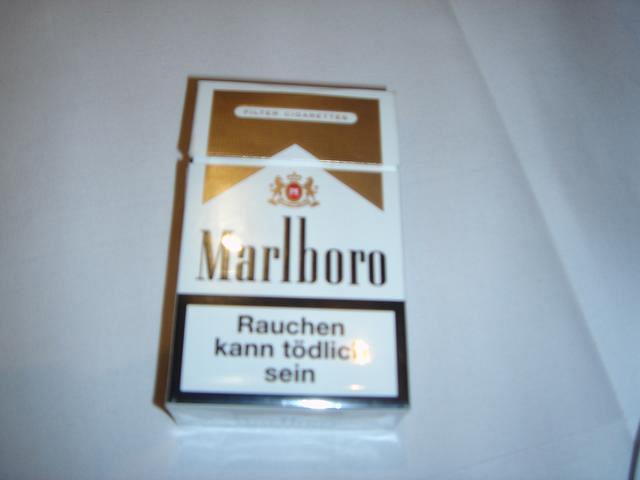 FILTER CIGARETTES
Marlboro
Rauchen
kann tödlich
sein